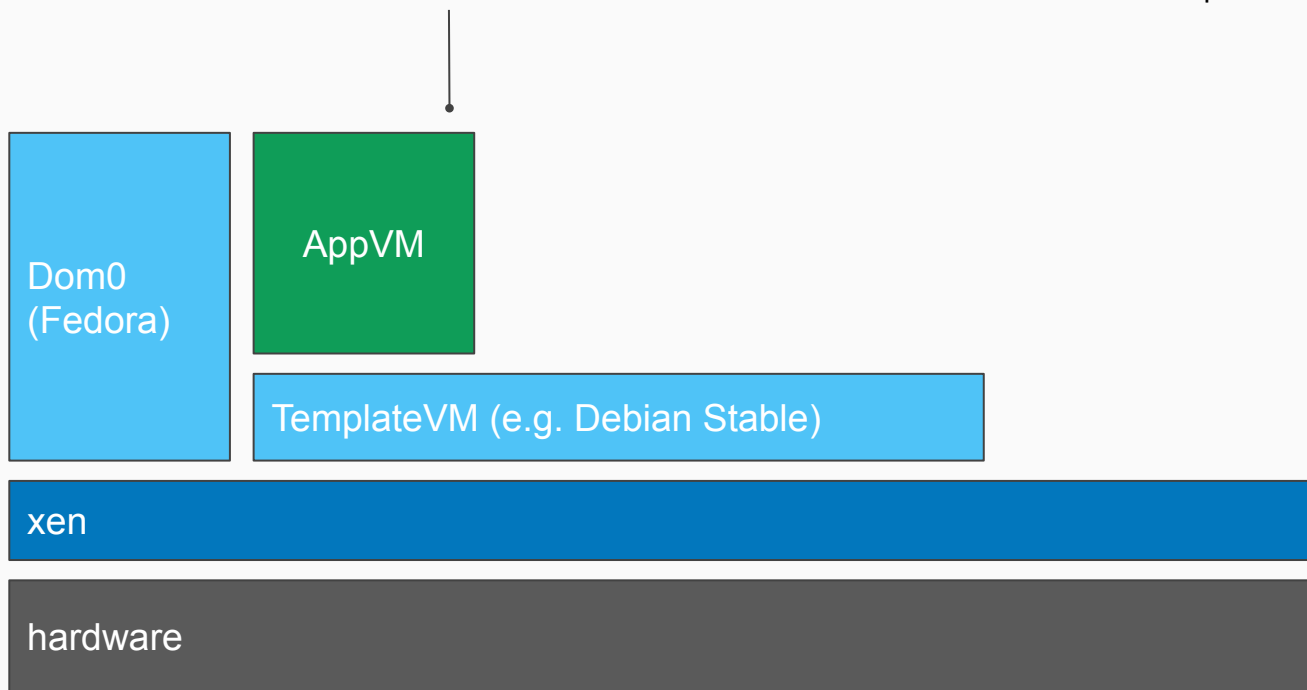 AppVM
Dom0
(Fedora)
TemplateVM (e.g. Debian Stable)
xen
hardware